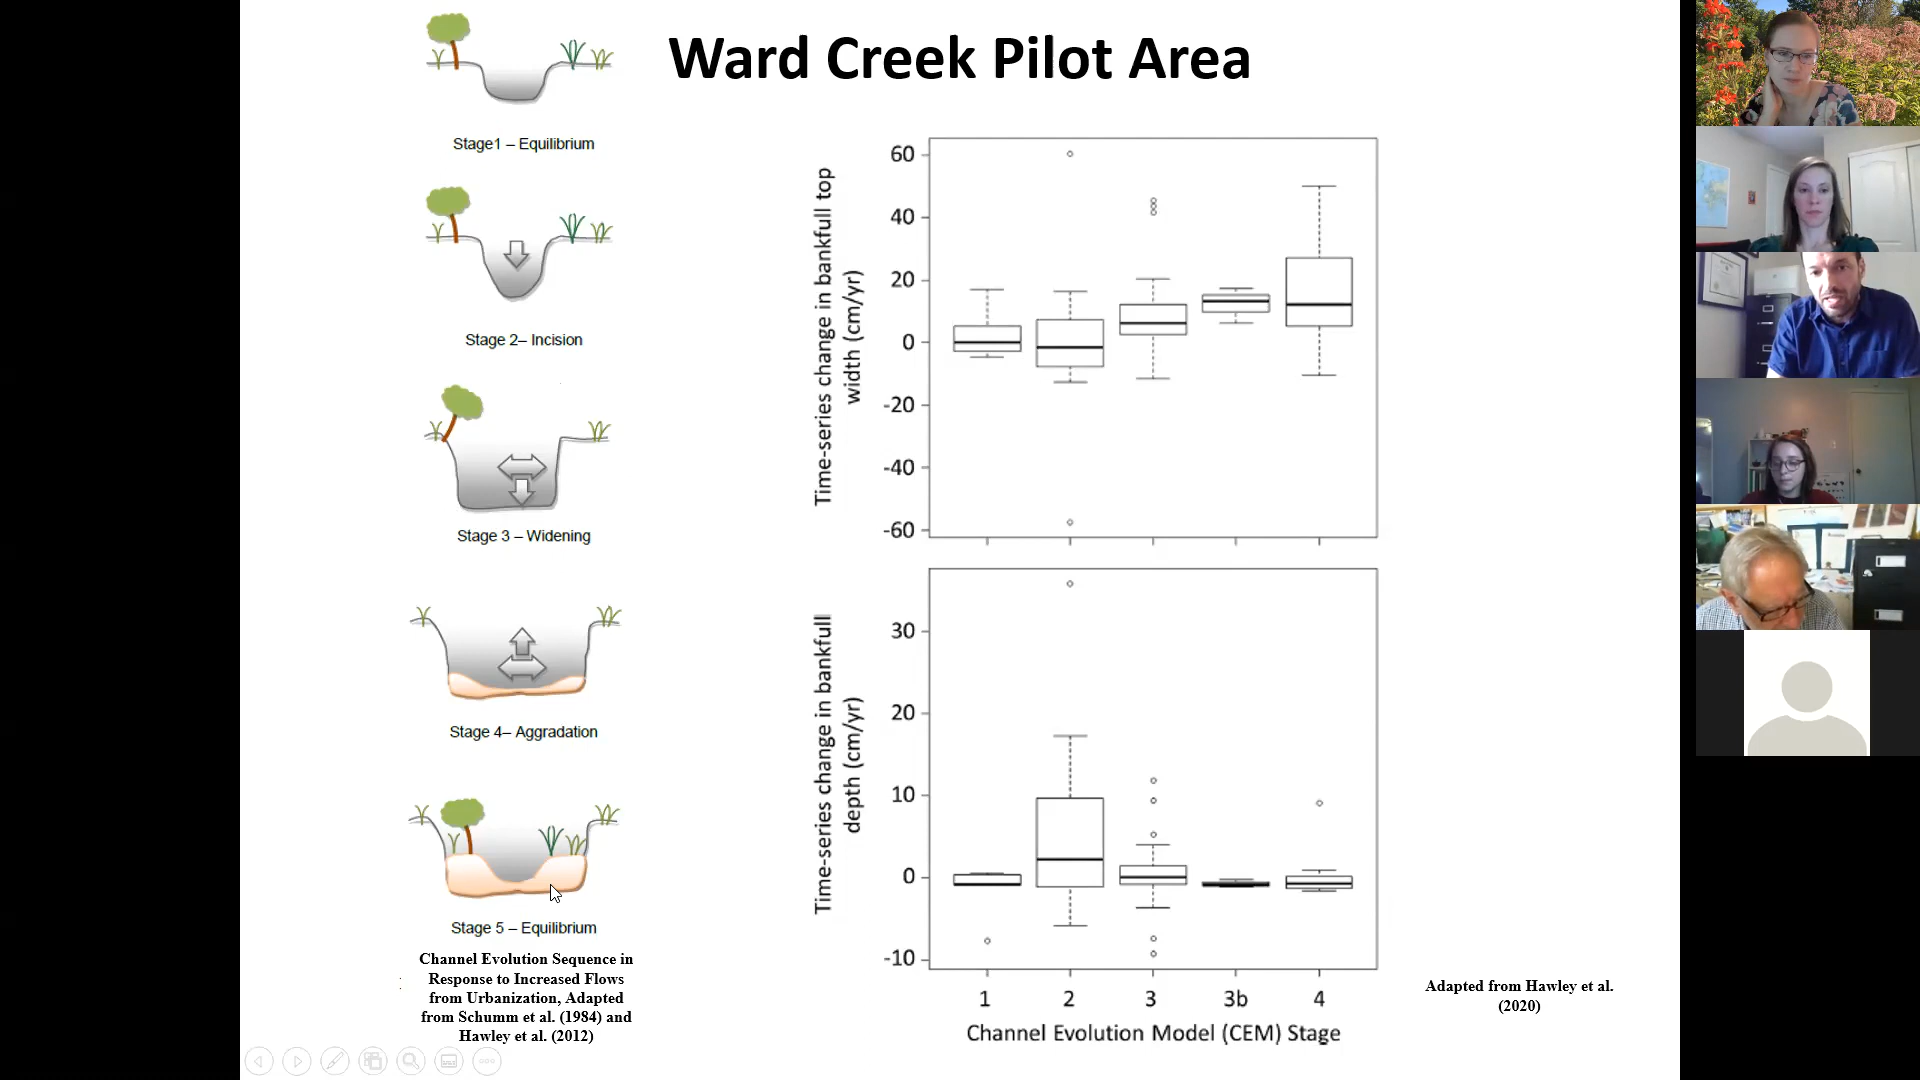 Ward Creek Pilot Area
Stage1 – Equilibrium
Stage 2– Incision
Stage 3 – Widening
Stage 4– Aggradation
Stage 5 – Equilibrium
Channel Evolution Sequence in
Response to Increased Flows
from Urbanization, Adapted
from Schumm et al. (1984) and
Hawley et al. (2012)
Time-series change in bankfull top
width (cm/yr)
60
40
20
0
-20
-40
-60
Time-series change in bankfull
depth (cm/yr)
30
20
10
0
-10
1 2 3 3b 4
Channel Evolution Model (CEM) Stage
Adapted from Hawley et al.
(2020)